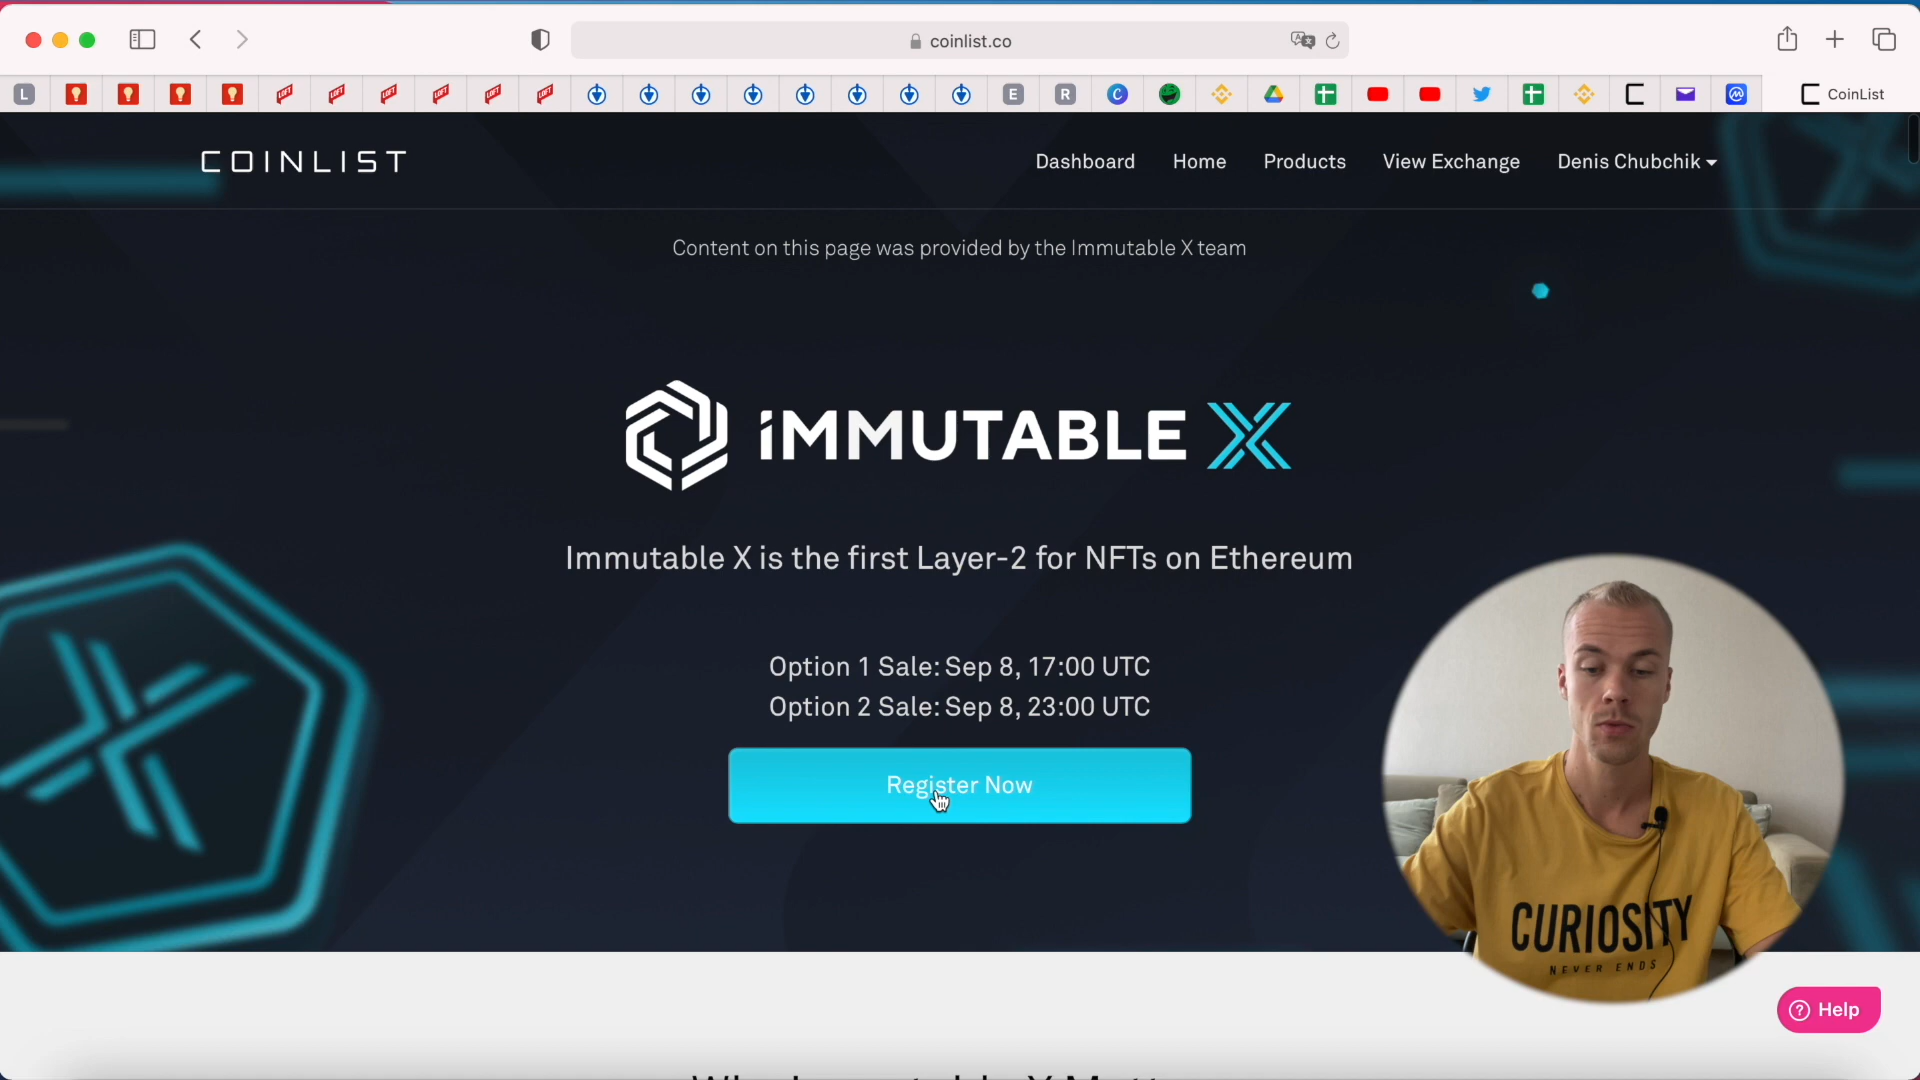 coinlist.co
L
E
R
CoinList
COINLIST
Dashboard
Home
Products
View Exchange
Denis Chubchik
Content on this page was provided by the Immutable X team
iMMUTABLE X
Immutable X is the first Layer-2 for NFTs on Ethereum
Option 1 Sale: Sep 8, 17:00 UTC
Option 2 Sale: Sep 8, 23:00 UTC
Register Now
CURIOSITY
NEVER ENDS
Help